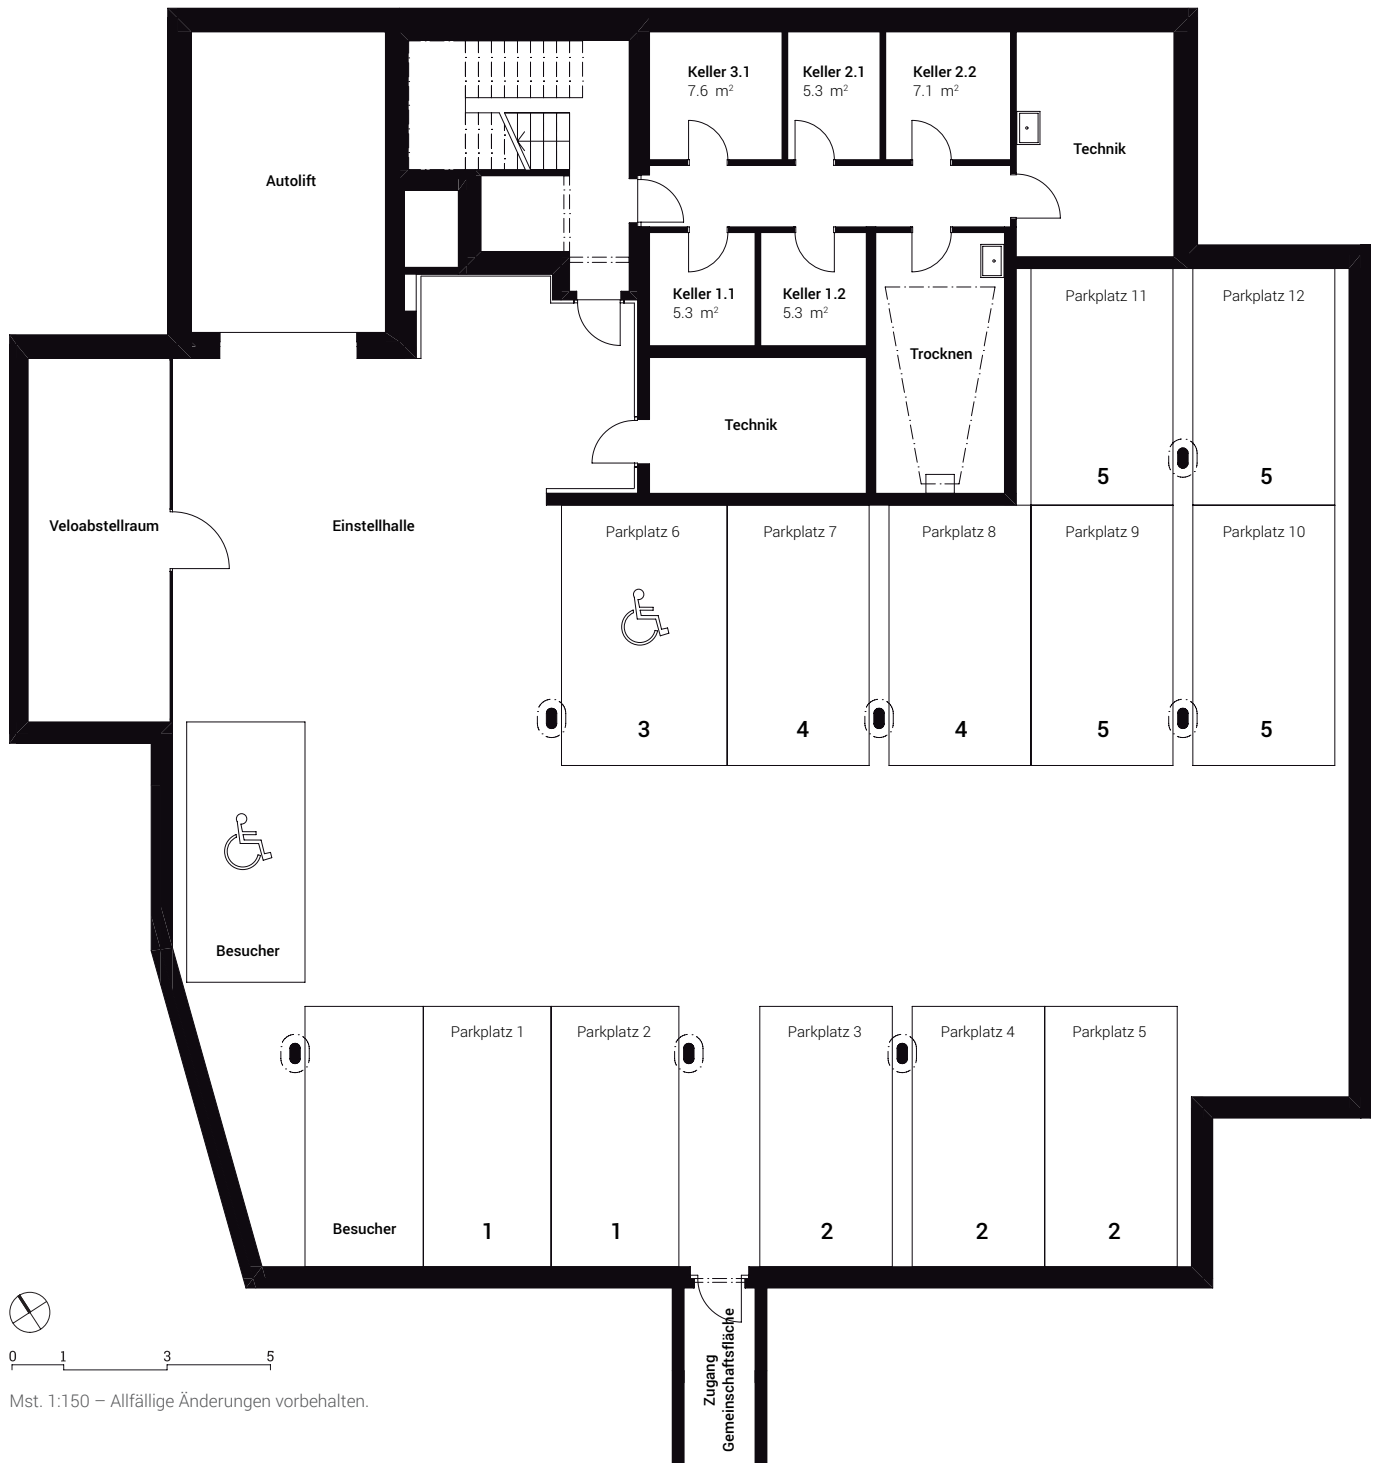 Keller 3.1
7.6 m²
Keller 2.1
5.3 m²
Keller 2.2
7.1 m²
Technik
Autolift
Keller 1.1
5.3 m²
Keller 1.2
5.3 m²
Trocknen
Parkplatz 11
Parkplatz 12
Technik
5
5
Veloabstellraum
Einstellhalle
Parkplatz 6
Parkplatz 7
Parkplatz 8
Parkplatz 9
Parkplatz 10
3
4
4
5
5
Besucher
Parkplatz 1
Parkplatz 2
Parkplatz 3
Parkplatz 4
Parkplatz 5
Besucher
1
1
2
2
2
Zugang
Gemeinschaftsfläche
0 1 3 5
Mst. 1:150 – Allfällige Änderungen vorbehalten.